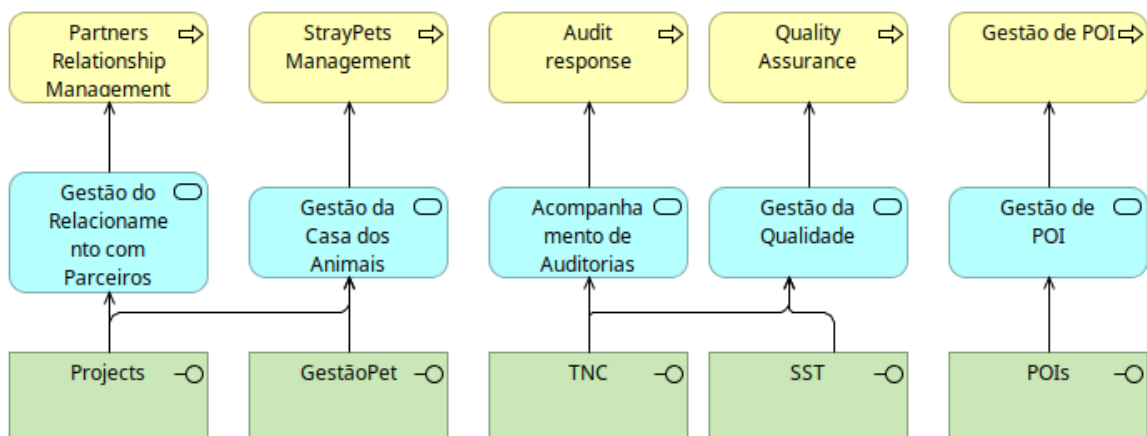 Partners
Relationship
Management
StrayPets
Management
Audit
response
Quality
Assurance
Gestão de POI
Gestão do
Relacioname
nto com
Parceiros
Gestão da
Casa dos
Animais
Acompanha
mento de
Auditorias
Gestão da
Qualidade
Gestão de
POI
Projects
GestãoPet
TNC
SST
POIs